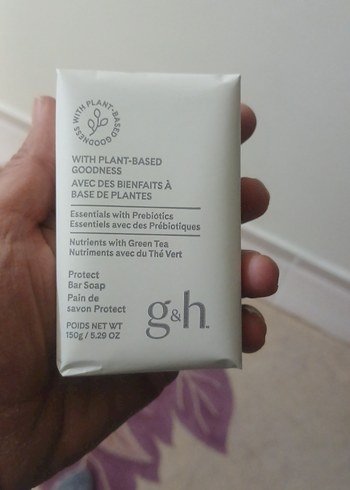 WITH PLANT-BASED GOODNESS
WITH PLANT-BASED
GOODNESS
AVEC DES BIENFAITS À
BASE DE PLANTES
Essentials with Prebiotics
Essentiels avec des Prébiotiques
Nutrients with Green Tea
Nutriments avec du Thé Vert
Protect
Bar Soap
Pain de
savon Protect
POIDS NET WT
150g / 5.29 OZ
g&h™